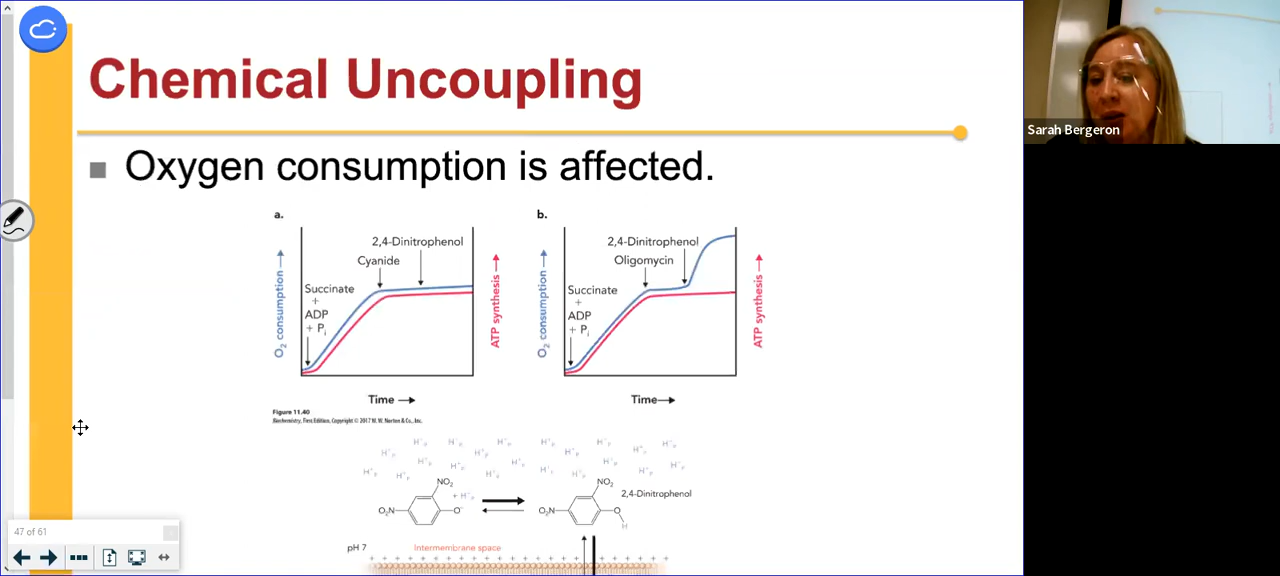 Chemical Uncoupling
Oxygen consumption is affected.
a.
2,4-Dinitrophenol
Cyanide
Succinate
+
ADP
+ Pi
O2 consumption
ATP synthesis
Time
b.
2,4-Dinitrophenol
Oligomycin
Succinate
+
ADP
+ Pi
O2 consumption
ATP synthesis
Time
Figure 11.40
Biochemistry, First Edition, Copyright © 2017 W. W. Norton & Co., Inc.
H+P H+P H+P H+P H+P H+P
H+P H+P H+P H+P
H+P H+P H+P H+P H+P
H+P H+P H+P H+P H+P H+P
NO2
+ H+P
O2N
O-
NO2
2,4-Dinitrophenol
O2N
O
H
pH 7
Intermembrane space
+ + + + + + + + + + + + + + + + + + + + + +
47 of 61
Sarah Bergeron